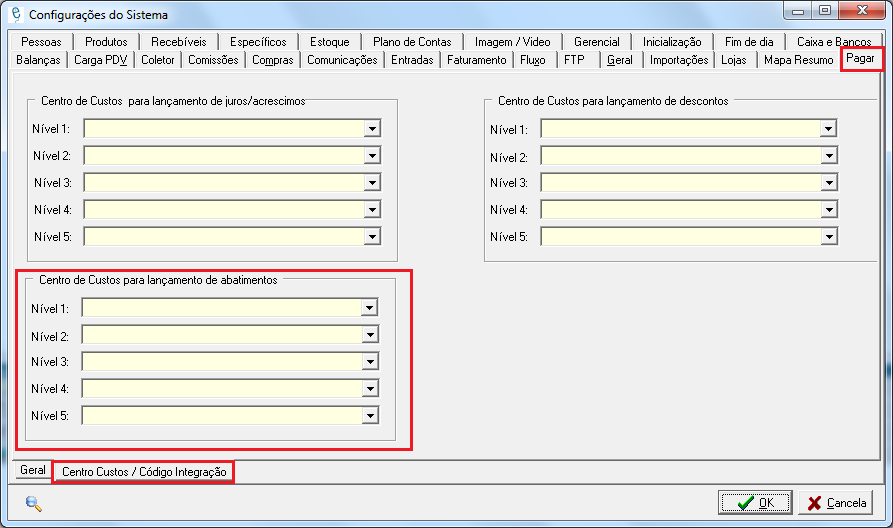 Configurações do Sistema
Pessoas Produtos Recebíveis Específicos Estoque Plano de Contas Imagem / Video Gerencial Inicialização Fim de dia Caixa e Bancos
Balanças Carga PDV Coletor Comissões Compras Comunicações Entradas Faturamento Fluxo FTP Geral Importações Lojas Mapa Resumo Pagar
Centro de Custos para lançamento de juros/acrescimos
Nível 1:
Nível 2:
Nível 3:
Nível 4:
Nível 5:
Centro de Custos para lançamento de descontos
Nível 1:
Nível 2:
Nível 3:
Nível 4:
Nível 5:
Centro de Custos para lançamento de abatimentos
Nível 1:
Nível 2:
Nível 3:
Nível 4:
Nível 5:
Geral Centro Custos / Código Integração
OK Cancela